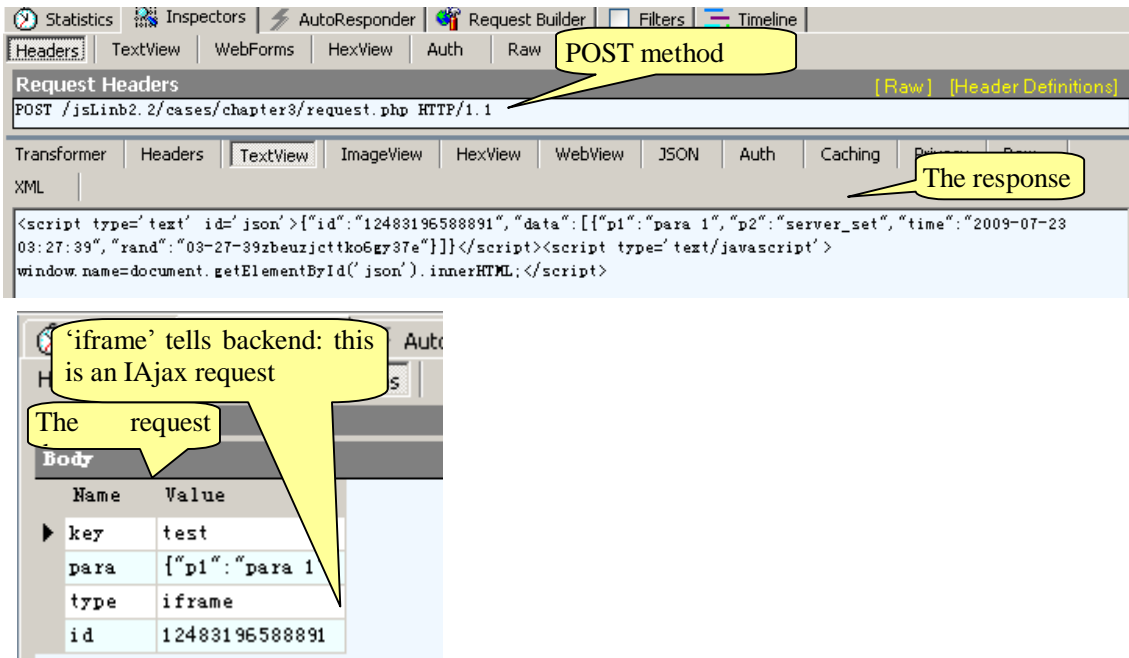 Statistics Inspectors AutoResponder Request Builder Filters Timeline
Headers TextView WebForms HexView Auth Raw
POST method
Request Headers [ Raw ] [Header Definitions]
POST /jsLinb2.2/cases/chapter3/request.php HTTP/1.1
Transformer Headers TextView ImageView HexView WebView JSON Auth Caching
XML
The response
<script type='text' id='json'>{"id":"12483196588891","data":[{"p1":"para 1","p2":"server_set","time":"2009-07-23
03:27:39","rand":"03-27-39zbeuzjcttko6gy37e"}]}</script><script type='text/javascript'>
window.name=document.getElementById('json').innerHTML;</script>
‘iframe’ tells backend: this
is an IAjax request
The request
Body
Name Value
key test
para {"p1":"para 1
type iframe
id 12483196588891